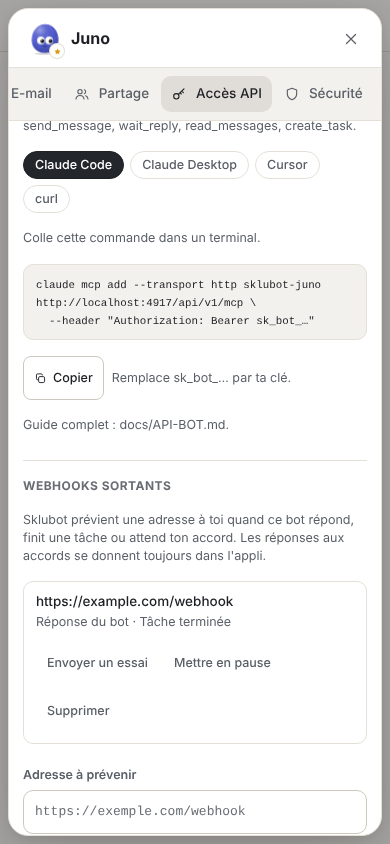 Juno
E-mail
Partage
Accès API
Sécurité
send_message, wait_reply, read_messages, create_task.
Claude Code
Claude Desktop
Cursor
curl
Colle cette commande dans un terminal.
claude mcp add --transport http sklubot-juno
http://localhost:4917/api/v1/mcp \
--header "Authorization: Bearer sk_bot_…"
Copier
Remplace sk_bot_… par ta clé.
Guide complet : docs/API-BOT.md.
WEBHOOKS SORTANTS
Sklubot prévient une adresse à toi quand ce bot répond,
finit une tâche ou attend ton accord. Les réponses aux
accords se donnent toujours dans l'appli.
https://example.com/webhook
Réponse du bot · Tâche terminée
Envoyer un essai
Mettre en pause
Supprimer
Adresse à prévenir
https://exemple.com/webhook